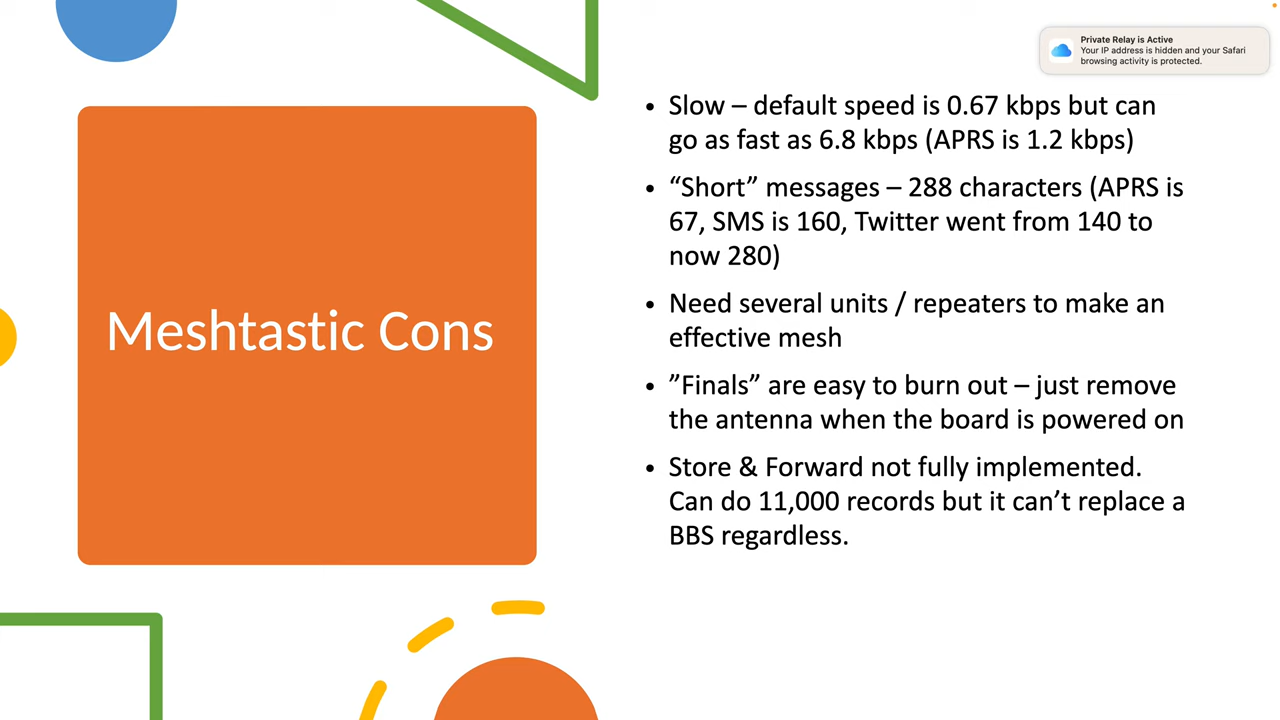 Private Relay is Active
Your IP address is hidden and your Safari
browsing activity is protected.
Meshtastic Cons
• Slow – default speed is 0.67 kbps but can
go as fast as 6.8 kbps (APRS is 1.2 kbps)
• “Short” messages – 288 characters (APRS is
67, SMS is 160, Twitter went from 140 to
now 280)
• Need several units / repeaters to make an
effective mesh
• ”Finals” are easy to burn out – just remove
the antenna when the board is powered on
• Store & Forward not fully implemented.
Can do 11,000 records but it can’t replace a
BBS regardless.